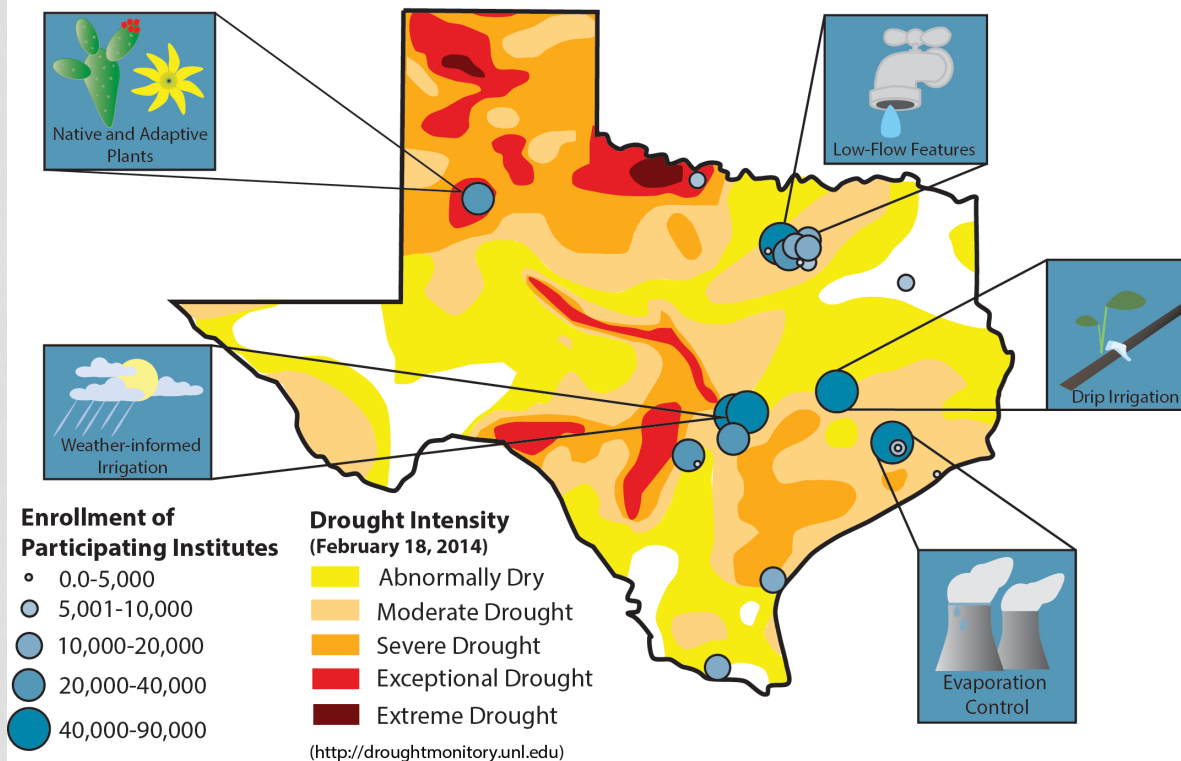 Native and Adaptive
Plants
Low-Flow Features
Drip Irrigation
Weather-informed
Irrigation
Evaporation
Control
Enrollment of
Participating Institutes
0.0-5,000
5,001-10,000
10,000-20,000
20,000-40,000
40,000-90,000
Drought Intensity
(February 18, 2014)
Abnormally Dry
Moderate Drought
Severe Drought
Exceptional Drought
Extreme Drought
(http://droughtmonitory.unl.edu)